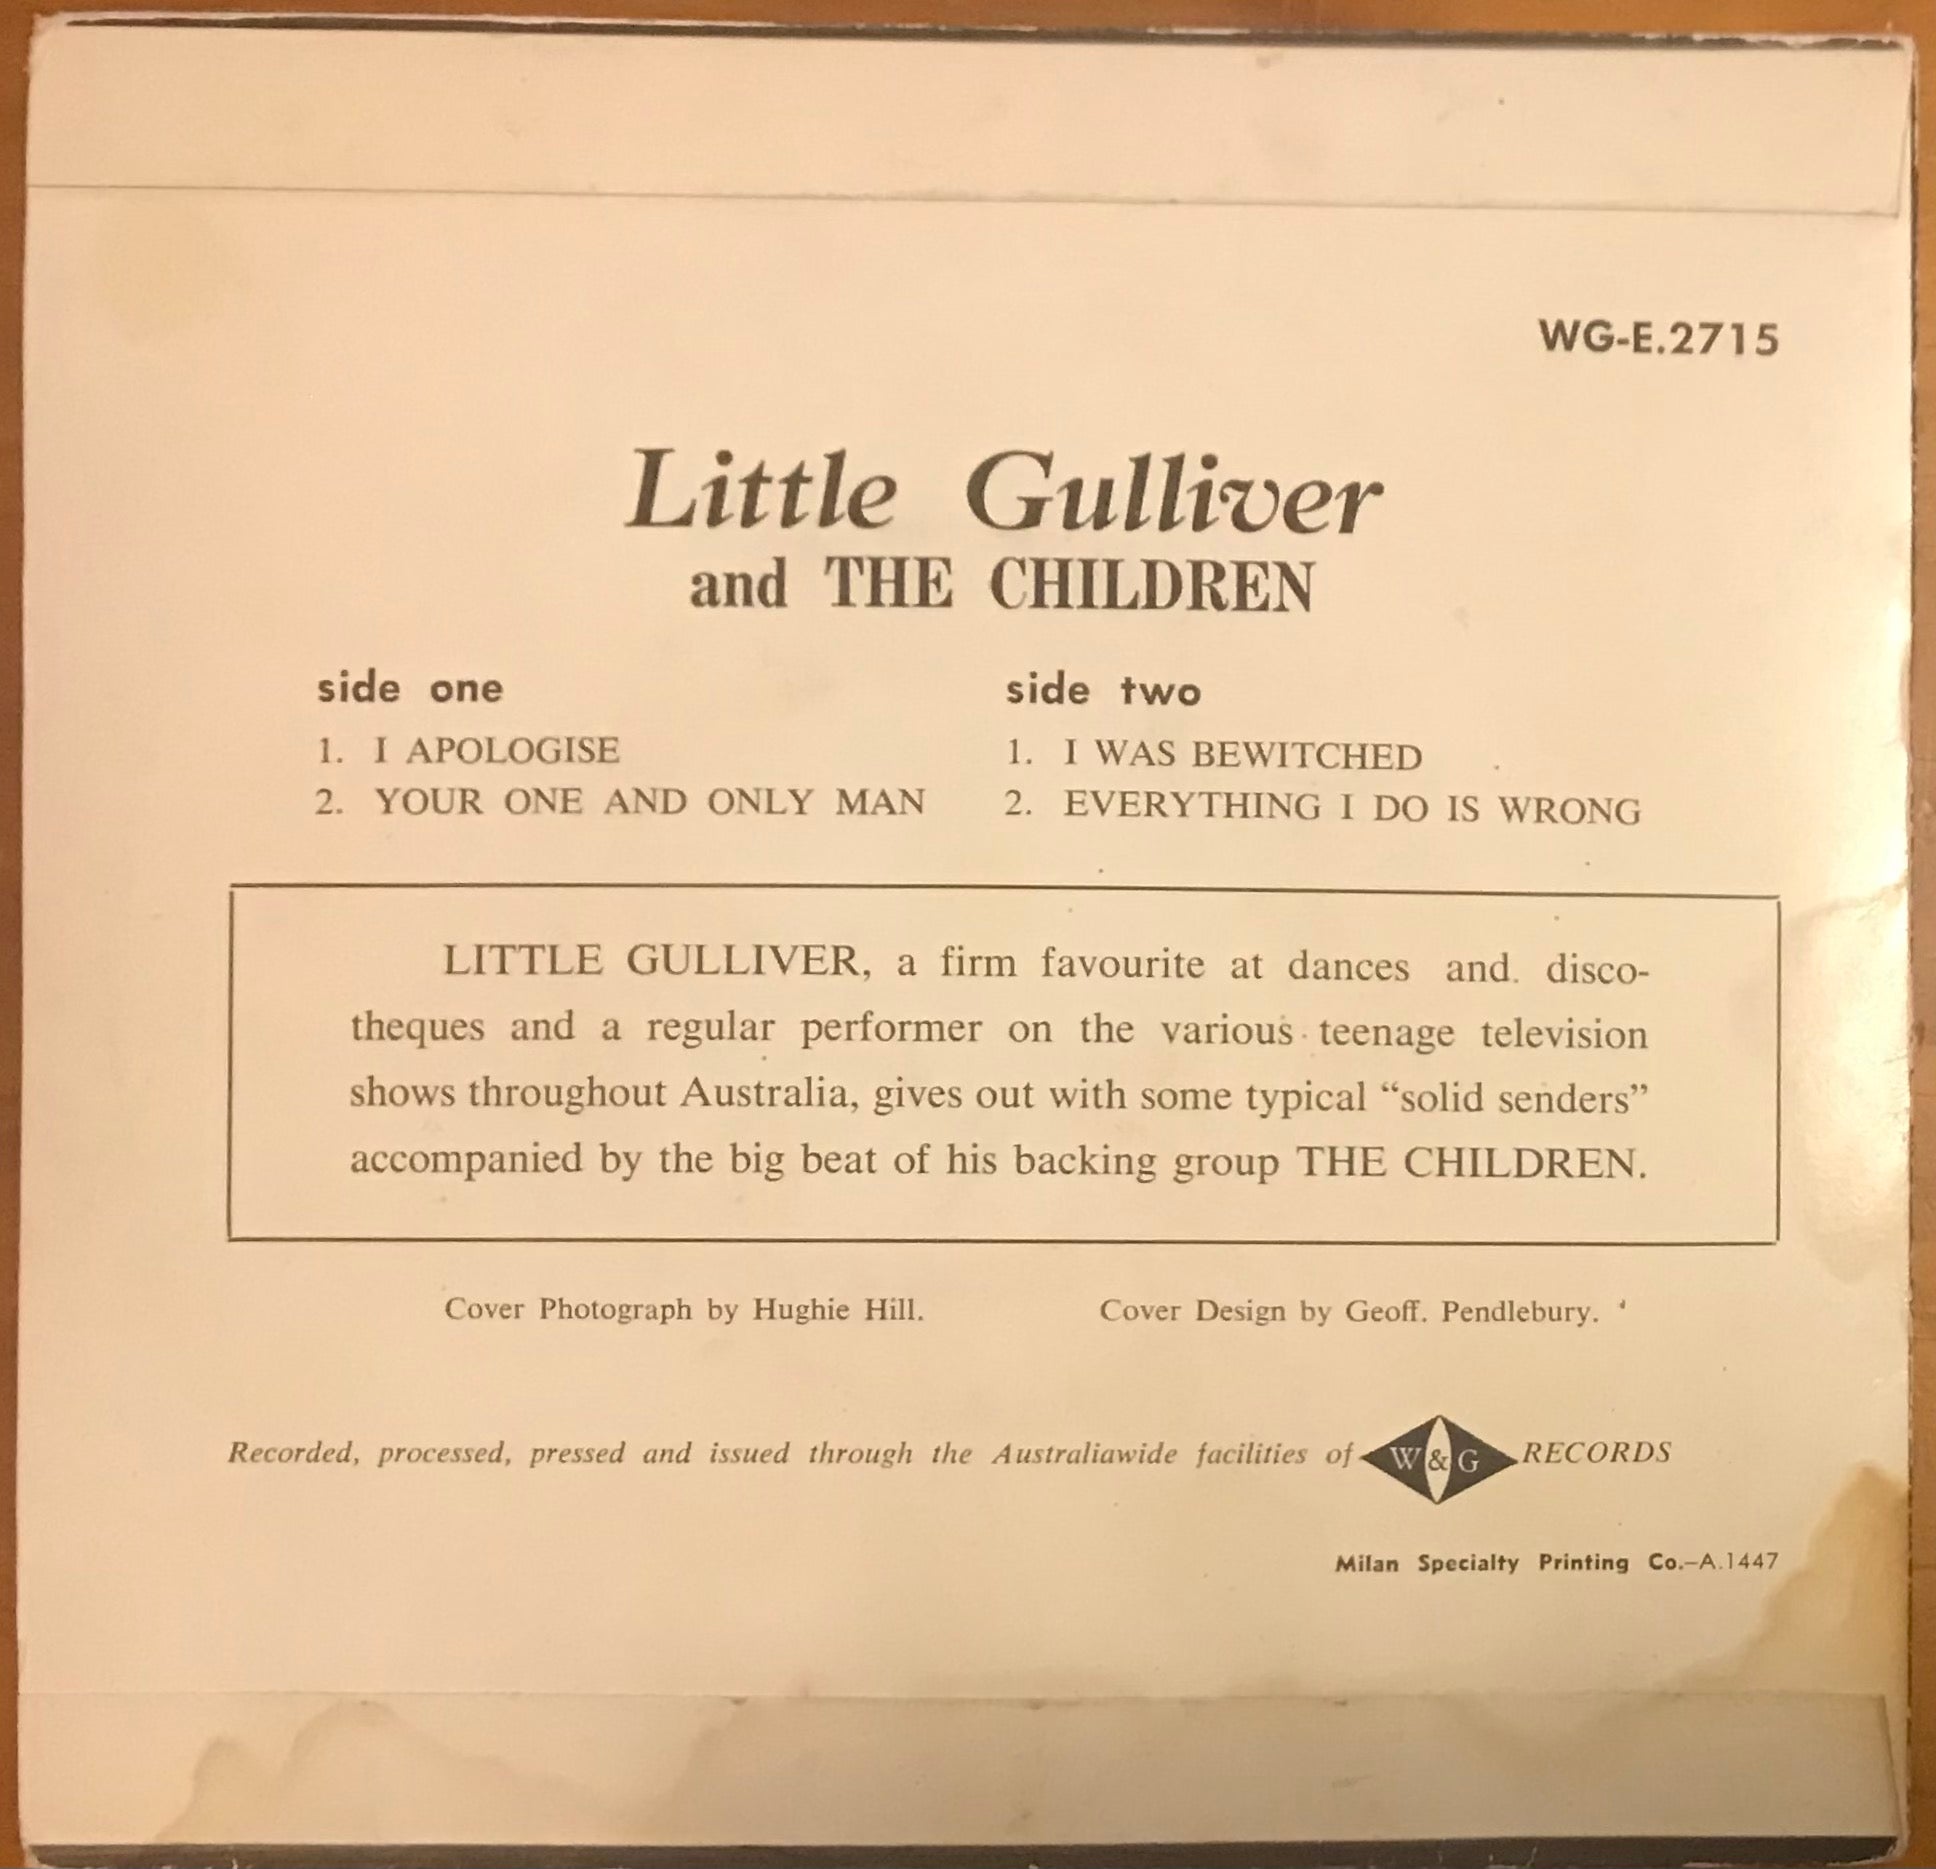 WG-E.2715
Little Gulliver
and THE CHILDREN
side one
1. I APOLOGISE
2. YOUR ONE AND ONLY MAN
side two
1. I WAS BEWITCHED
2. EVERYTHING I DO IS WRONG
LITTLE GULLIVER, a firm favourite at dances and disco-
theques and a regular performer on the various teenage television
shows throughout Australia, gives out with some typical “solid senders”
accompanied by the big beat of his backing group THE CHILDREN.
Cover Photograph by Hughie Hill. Cover Design by Geoff. Pendlebury.
Recorded, processed, pressed and issued through the Australiawide facilities of W&G RECORDS
Milan Specialty Printing Co.–A.1447